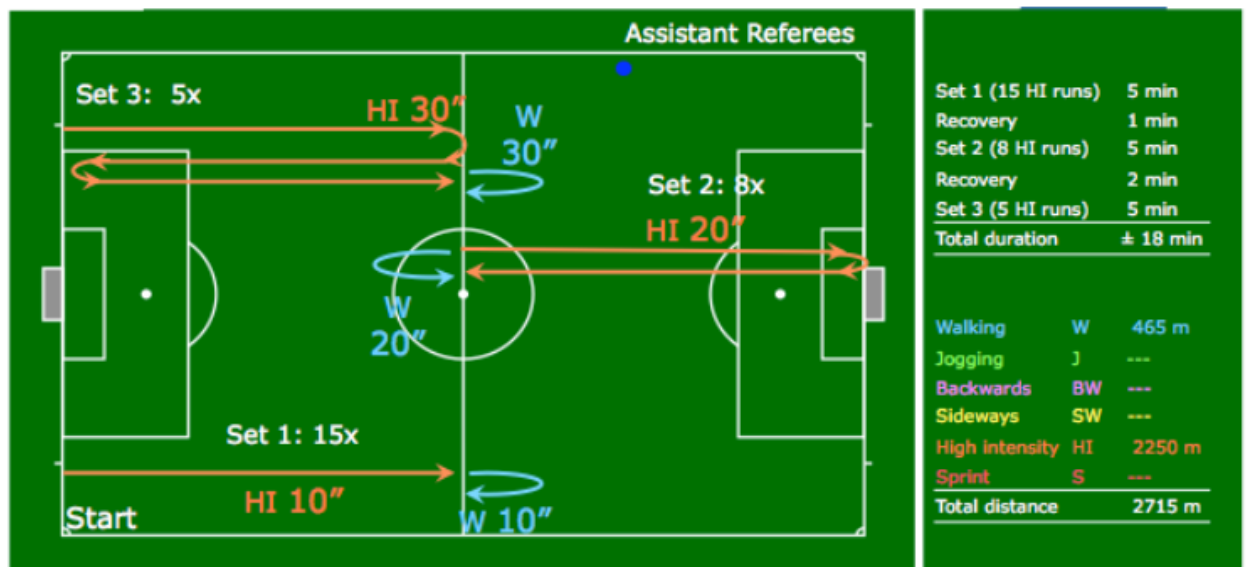 Assistant Referees
Set 3: 5x
HI 30”
W
30”
Set 2: 8x
HI 20”
W
20”
Set 1: 15x
HI 10”
W 10”
Start
Set 1 (15 HI runs) 5 min
Recovery 1 min
Set 2 (8 HI runs) 5 min
Recovery 2 min
Set 3 (5 HI runs) 5 min
Total duration ± 18 min
Walking W 465 m
Jogging J ---
Backwards BW ---
Sideways SW ---
High intensity HI 2250 m
Sprint S ---
Total distance 2715 m